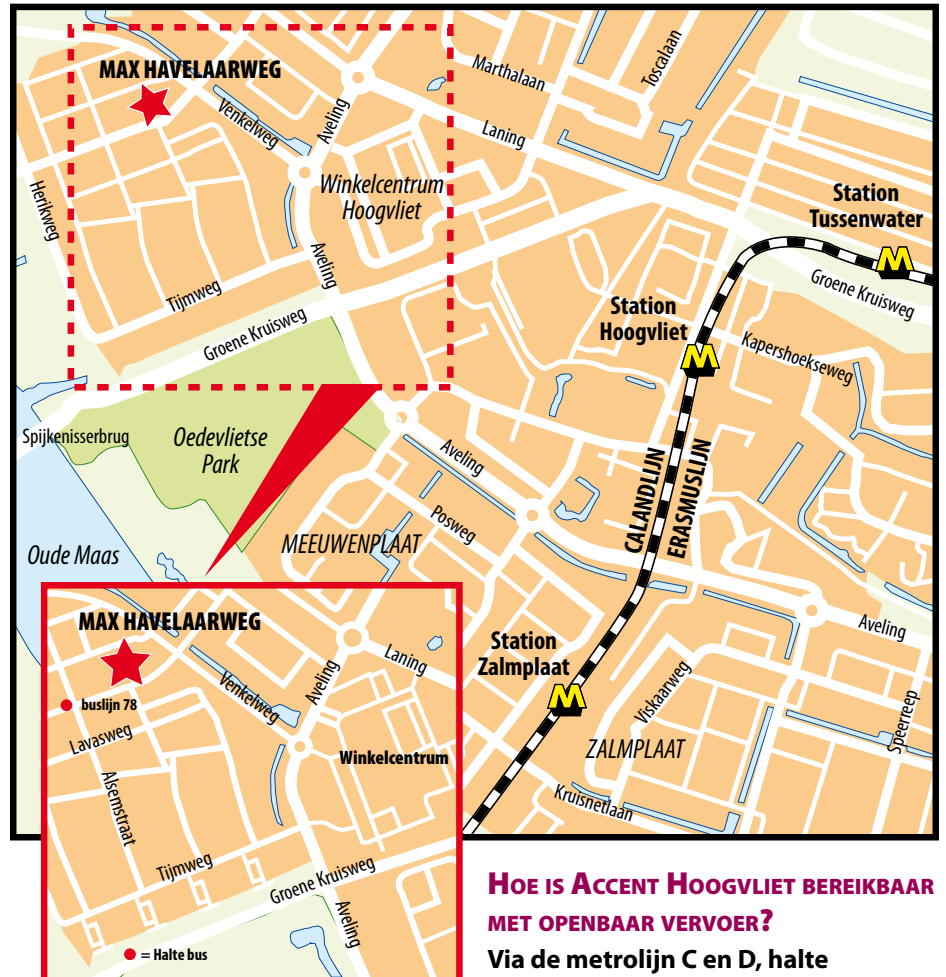 MAX HAVELAARWEG
Marthalaan
Toscalaan
Venkelweg
Aveling
Laning
Herikweg
Winkelcentrum
Hoogvliet
Station
Tussenwater
Aveling
Tijmweg
Groene Kruisweg
Groene Kruisweg
Station
Hoogvliet
Kapershoekseweg
Spijkenisserbrug
Oedevlietse
Park
Aveling
CALANDLIJN
ERASMUSLIJN
Posweg
MEEUWENPLAAT
Oude Maas
Aveling
Station
Zalmplaat
Viskaarweg
Speerreep
ZALMPLAAT
Kruisnetlaan
MAX HAVELAARWEG
Aveling
Laning
Venkelweg
buslijn 78
Lavasweg
Winkelcentrum
Alsemstraat
Tijmweg
Groene Kruisweg
Aveling
= Halte bus
HOE IS ACCENT HOOGVLIET BEREIKBAAR
MET OPENBAAR VERVOER?
Via de metrolijn C en D, halte